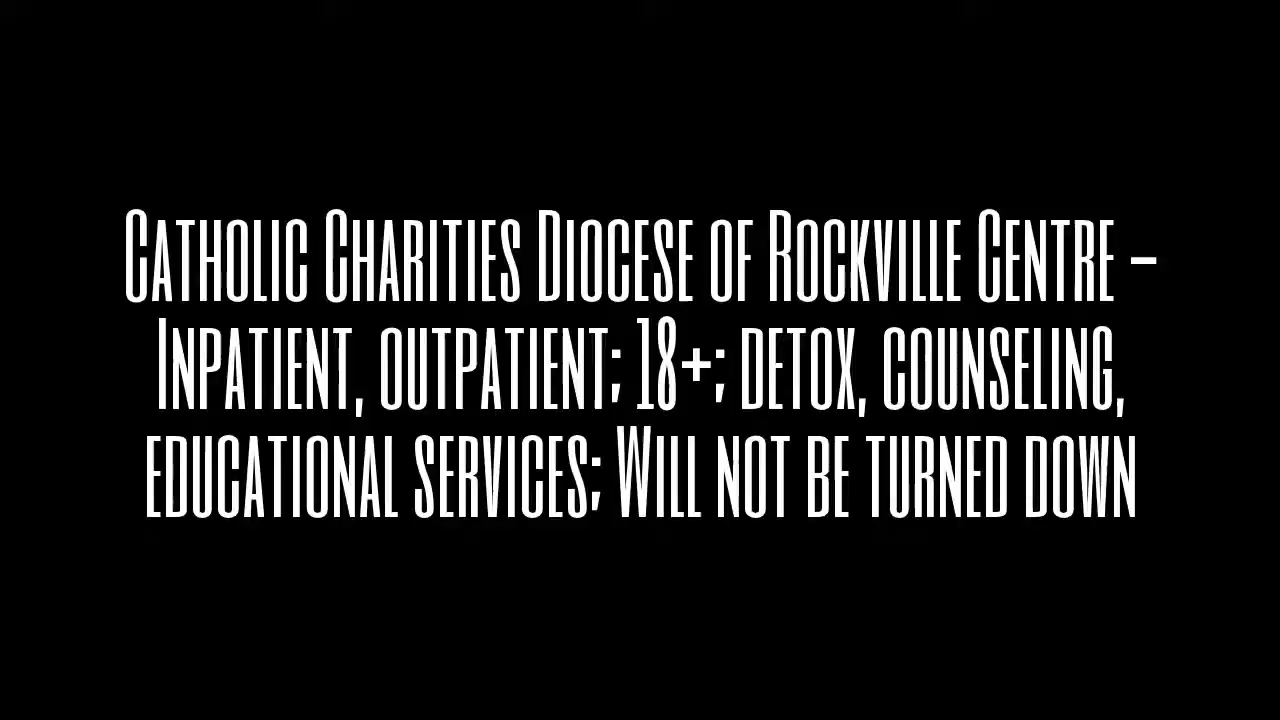 Catholic Charities Diocese of Rockville Centre –
Inpatient, outpatient; 18+; detox, counseling,
educational services; Will not be turned down